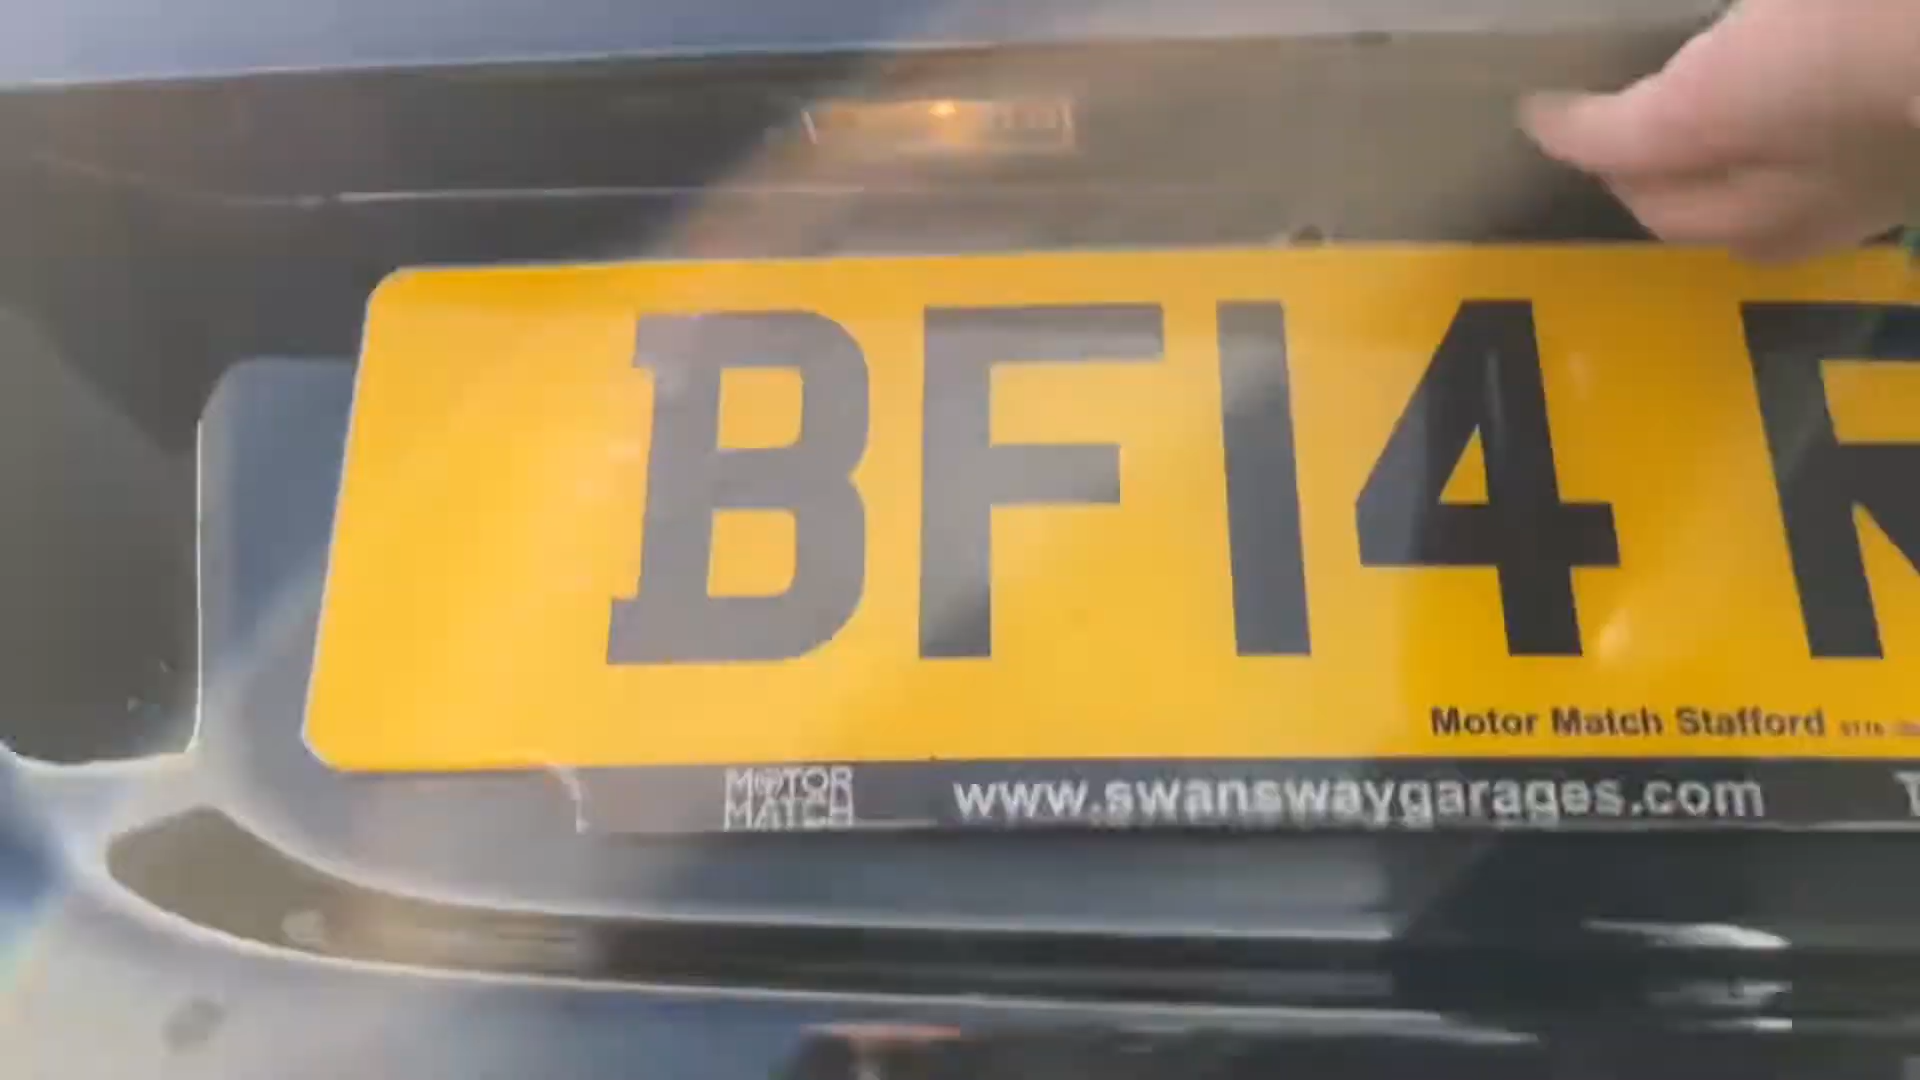 BF14 R
Motor Match Stafford
MOTOR
MATCH
www.swanswaygarages.com